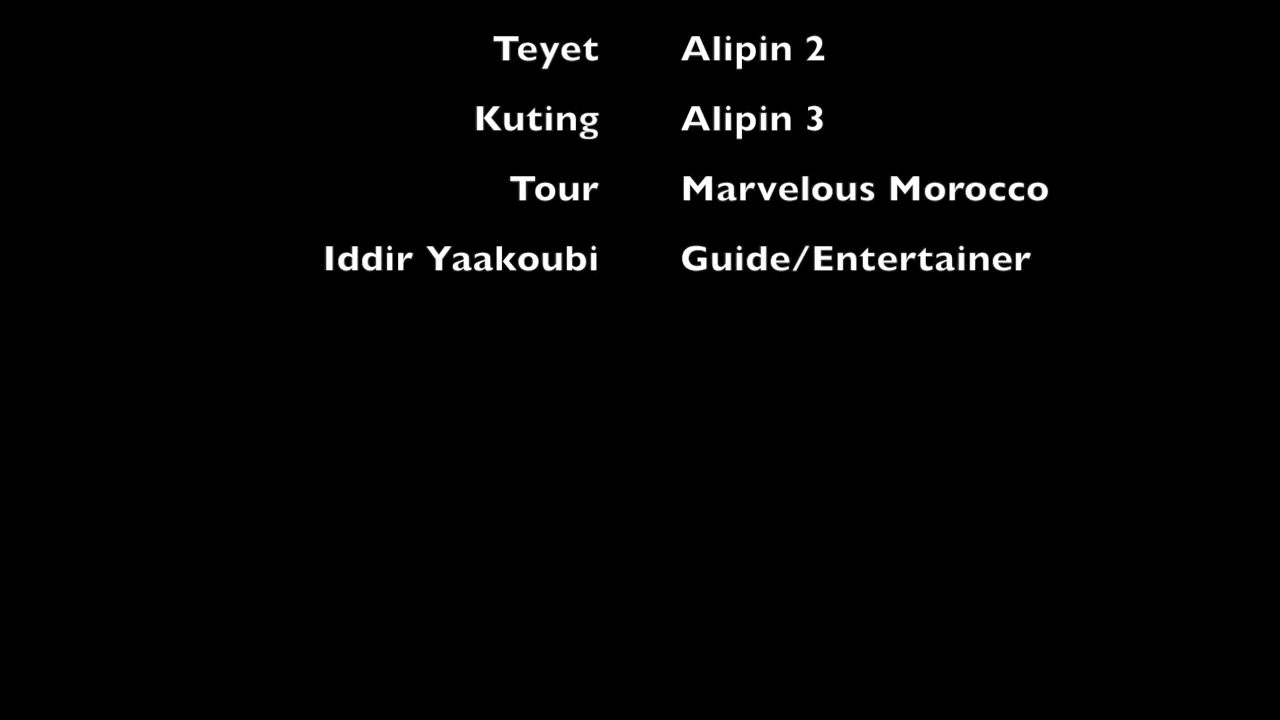 Teyet Alipin 2
Kuting Alipin 3
Tour Marvelous Morocco
Iddir Yaakoubi Guide/Entertainer